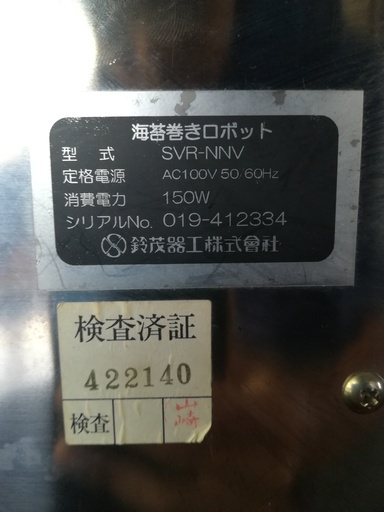 海苔巻きロボット
型式 SVR-NNV
定格電源 AC100V 50·60Hz
消費電力 150W
シリアルNo. 019-412334
鈴茂器工株式會社
検査済証
422140
検査 山崎